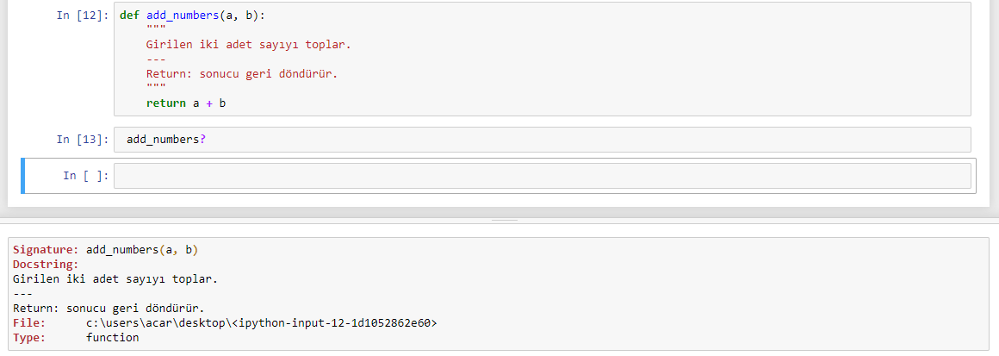 In [12]: def add_numbers(a, b):
"""
Girilen iki adet sayıyı toplar.
---
Return: sonucu geri döndürür.
"""
return a + b
In [13]: add_numbers?
In [ ]:
Signature: add_numbers(a, b)
Docstring:
Girilen iki adet sayıyı toplar.
---
Return: sonucu geri döndürür.
File:      c:\users\acar\desktop\<ipython-input-12-1d1052862e60>
Type:      function